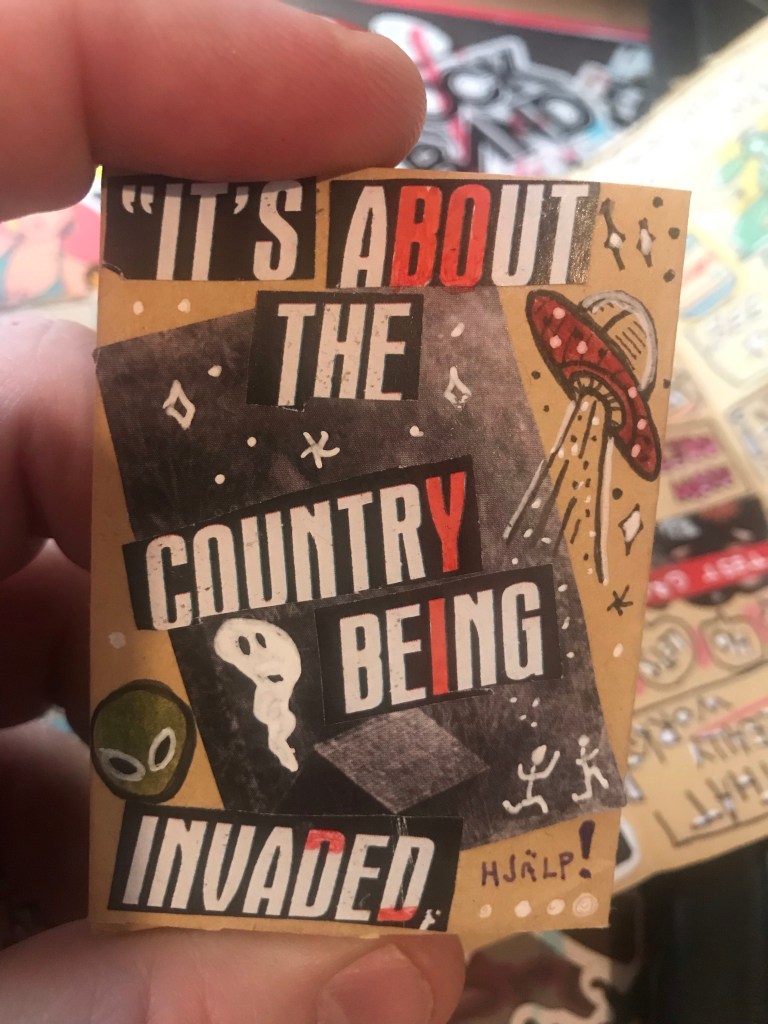 "IT'S ABOUT
THE
COUNTRY
BEING
INVADED,
HJÄLP!